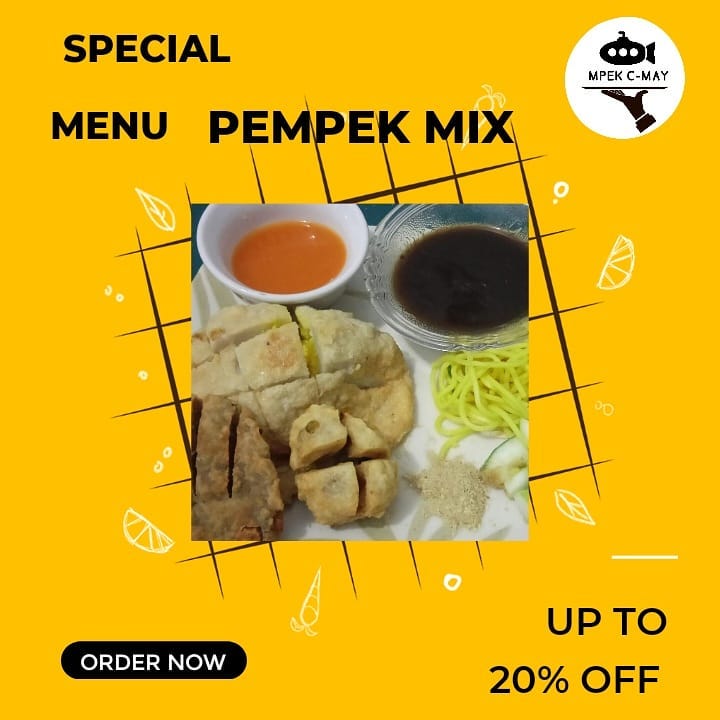 SPECIAL
MPEK C-MAY
MENU PEMPEK MIX
UP TO
20% OFF
ORDER NOW